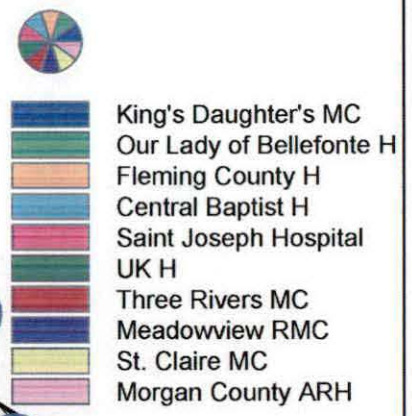 King's Daughter's MC
Our Lady of Bellefonte H
Fleming County H
Central Baptist H
Saint Joseph Hospital
UK H
Three Rivers MC
Meadowview RMC
St. Claire MC
Morgan County ARH